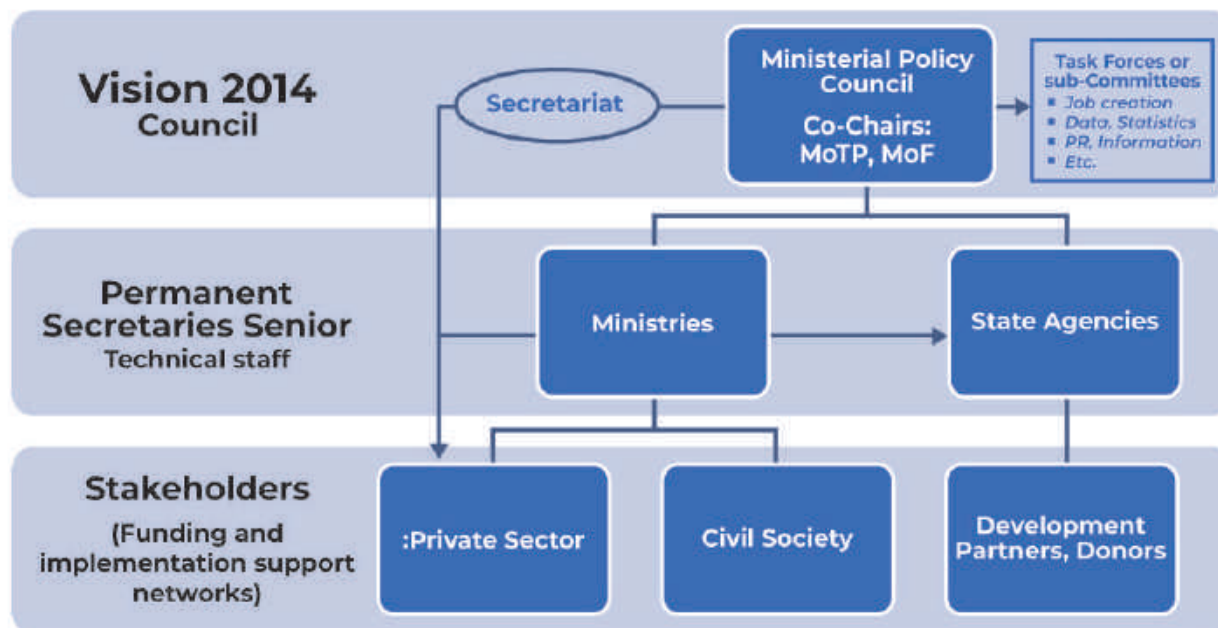 Vision 2014
Council
Secretariat
Ministerial Policy
Council
Co-Chairs:
MoTP, MoF
Task Forces or
sub-Committees
▪ Job creation
▪ Data, Statistics
▪ PR, Information
▪ Etc.
Permanent
Secretaries Senior
Technical staff
Ministries
State Agencies
Stakeholders
(Funding and
implementation support
networks)
:Private Sector
Civil Society
Development
Partners, Donors